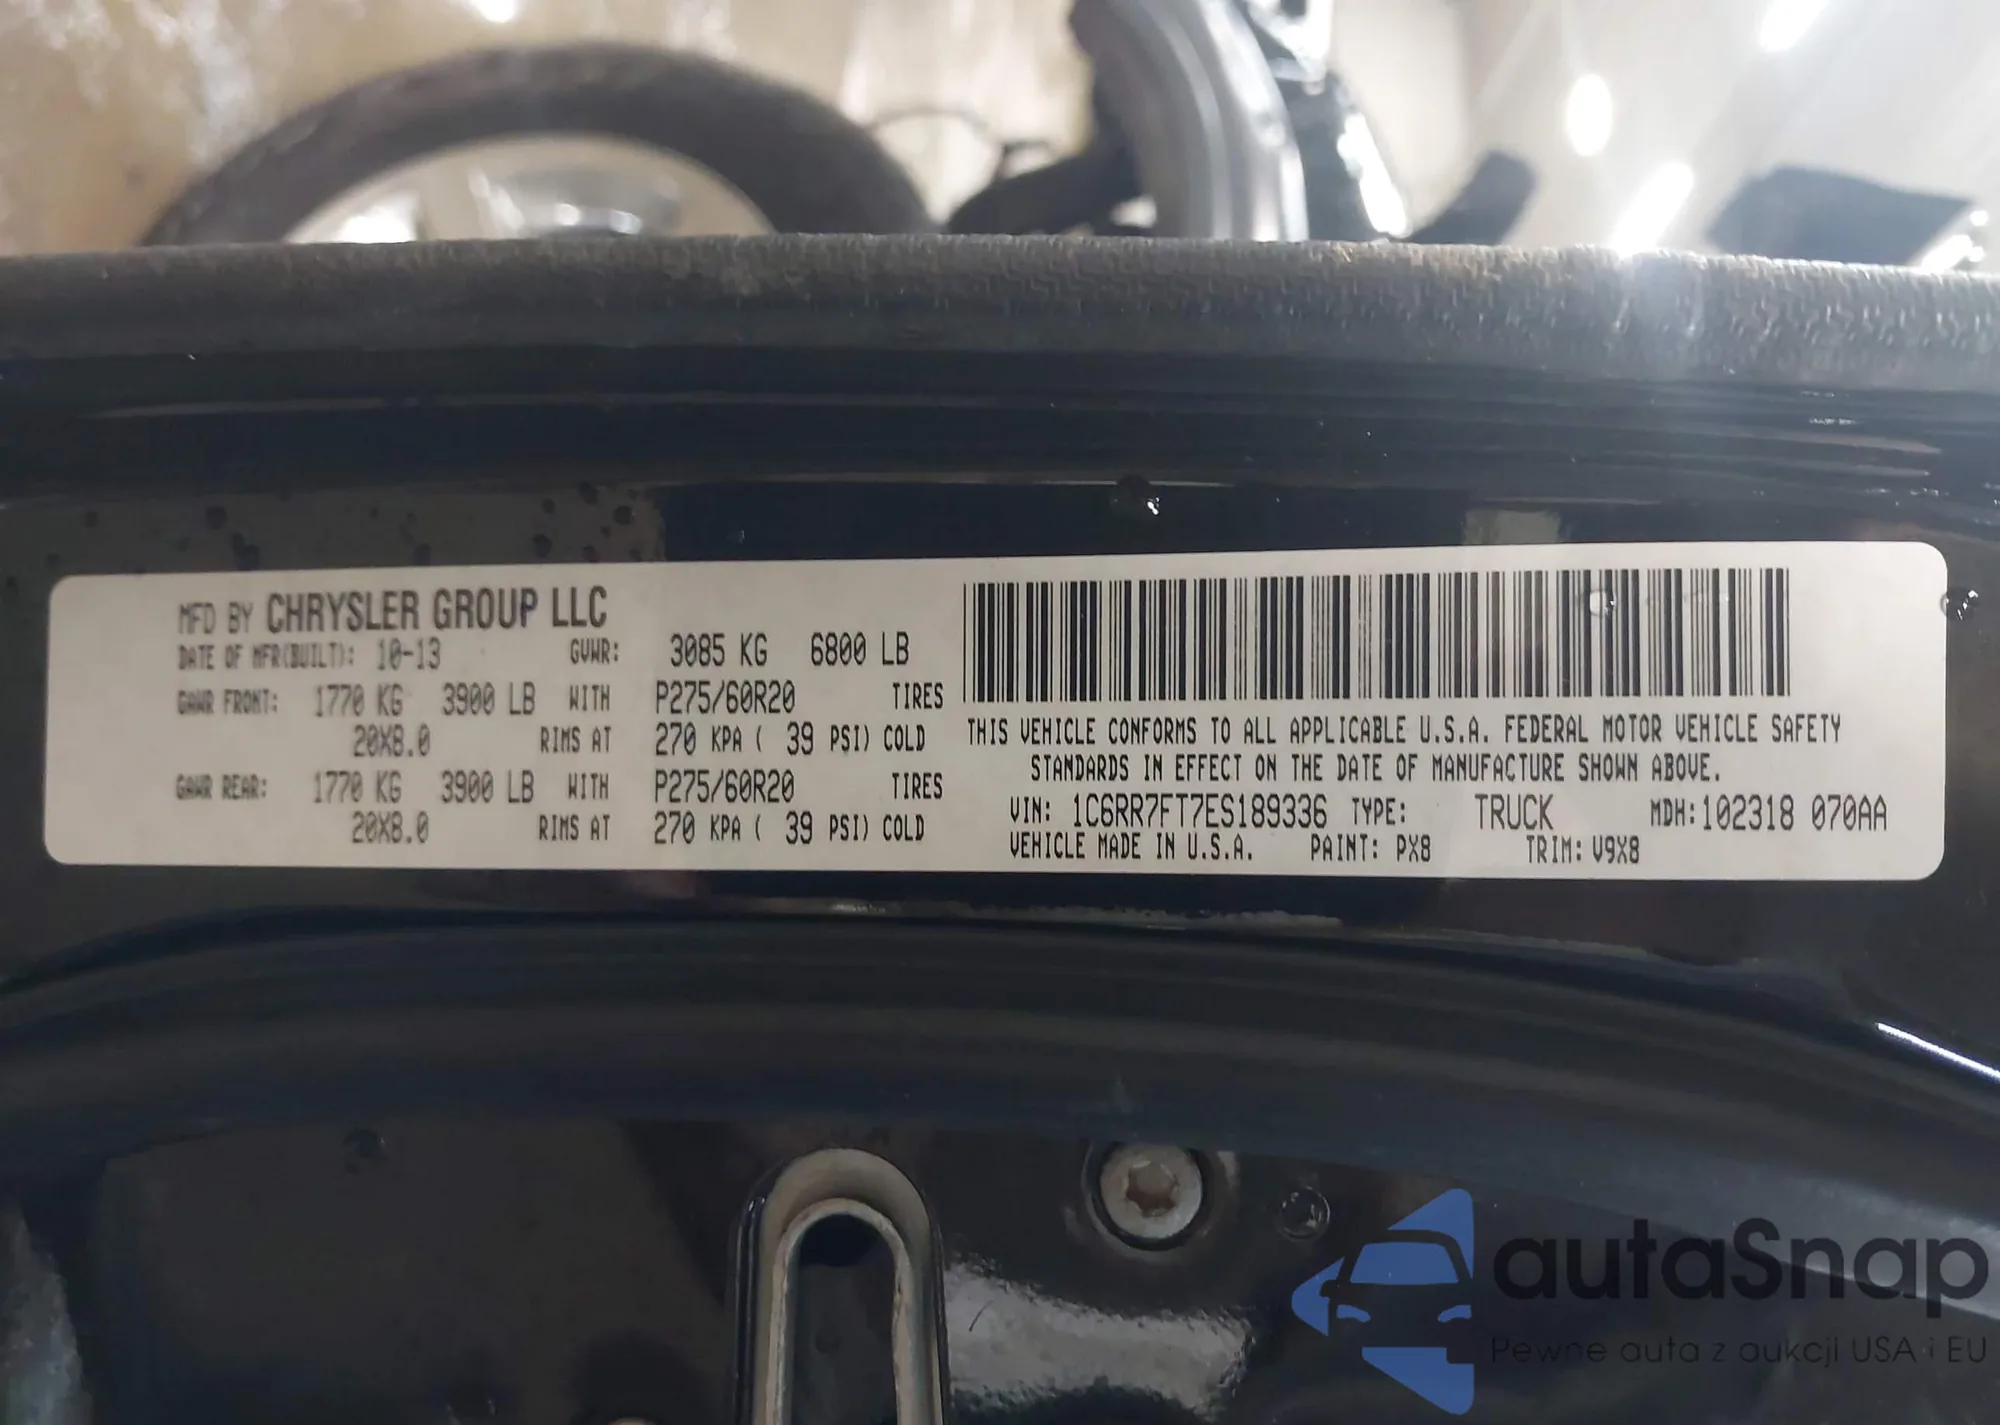 MFD BY CHRYSLER GROUP LLC
DATE OF MFR(BUILT): 10-13 GVWR: 3085 KG 6800 LB
GAWR FRONT: 1770 KG 3900 LB WITH P275/60R20 TIRES
20X8.0 RIMS AT 270 KPA ( 39 PSI) COLD
GAWR REAR: 1770 KG 3900 LB WITH P275/60R20 TIRES
20X8.0 RIMS AT 270 KPA ( 39 PSI) COLD
THIS VEHICLE CONFORMS TO ALL APPLICABLE U.S.A. FEDERAL MOTOR VEHICLE SAFETY
STANDARDS IN EFFECT ON THE DATE OF MANUFACTURE SHOWN ABOVE.
VIN: 1C6RR7FT7ES189336 TYPE: TRUCK MDH:102318 070AA
VEHICLE MADE IN U.S.A. PAINT: PX8 TRIM: V9X8
autaSnap
Pewne auta z aukcji USA i EU